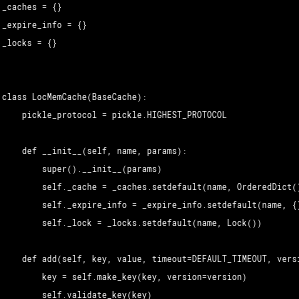 _caches = {}
_expire_info = {}
_locks = {}
class LocMemCache(BaseCache):
pickle_protocol = pickle.HIGHEST_PROTOCOL
def __init__(self, name, params):
super().__init__(params)
self._cache = _caches.setdefault(name, OrderedDict()
self._expire_info = _expire_info.setdefault(name, {}
self._lock = _locks.setdefault(name, Lock())
def add(self, key, value, timeout=DEFAULT_TIMEOUT, versi
key = self.make_key(key, version=version)
self.validate_key(key)